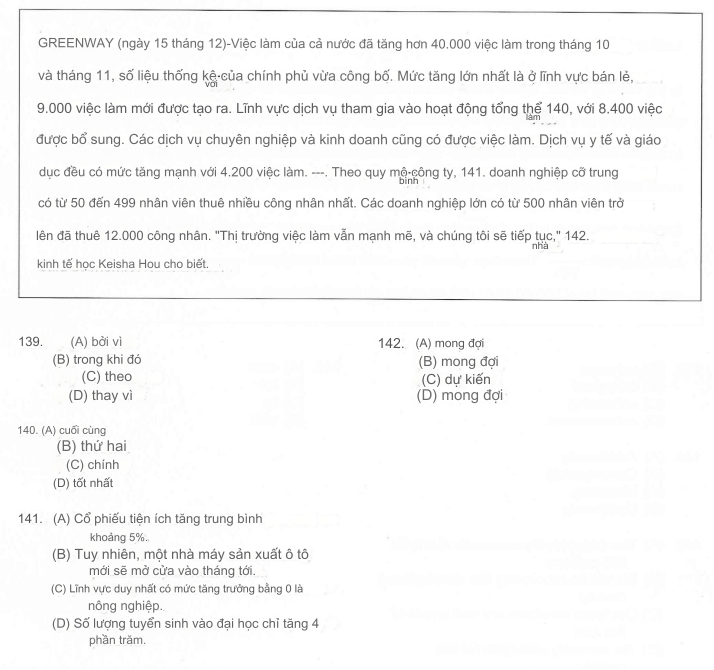 GREENWAY (ngày 15 tháng 12)-Việc làm của cả nước đã tăng hơn 40.000 việc làm trong tháng 10
và tháng 11, số liệu thống kê của chính phủ vừa công bố. Mức tăng lớn nhất là ở lĩnh vực bán lẻ,
với
9.000 việc làm mới được tạo ra. Lĩnh vực dịch vụ tham gia vào hoạt động tổng thể 140, với 8.400 việc
làm
được bổ sung. Các dịch vụ chuyên nghiệp và kinh doanh cũng có được việc làm. Dịch vụ y tế và giáo
dục đều có mức tăng mạnh với 4.200 việc làm. ---. Theo quy mô công ty, 141. doanh nghiệp cỡ trung
bình
có từ 50 đến 499 nhân viên thuê nhiều công nhân nhất. Các doanh nghiệp lớn có từ 500 nhân viên trở
lên đã thuê 12.000 công nhân. "Thị trường việc làm vẫn mạnh mẽ, và chúng tôi sẽ tiếp tục," 142.
nhà
kinh tế học Keisha Hou cho biết.
139. (A) bởi vì
(B) trong khi đó
(C) theo
(D) thay vì
140. (A) cuối cùng
(B) thứ hai
(C) chính
(D) tốt nhất
141. (A) Cổ phiếu tiện ích tăng trung bình
khoảng 5%..
(B) Tuy nhiên, một nhà máy sản xuất ô tô
mới sẽ mở cửa vào tháng tới.
(C) Lĩnh vực duy nhất có mức tăng trưởng bằng 0 là
nông nghiệp.
(D) Số lượng tuyển sinh vào đại học chỉ tăng 4
phần trăm.
142. (A) mong đợi
(B) mong đợi
(C) dự kiến
(D) mong đợi